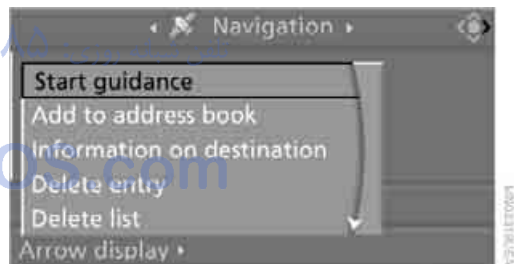 Navigation
Start guidance
Add to address book
Information on destination
Delete entry
Delete list
Arrow display